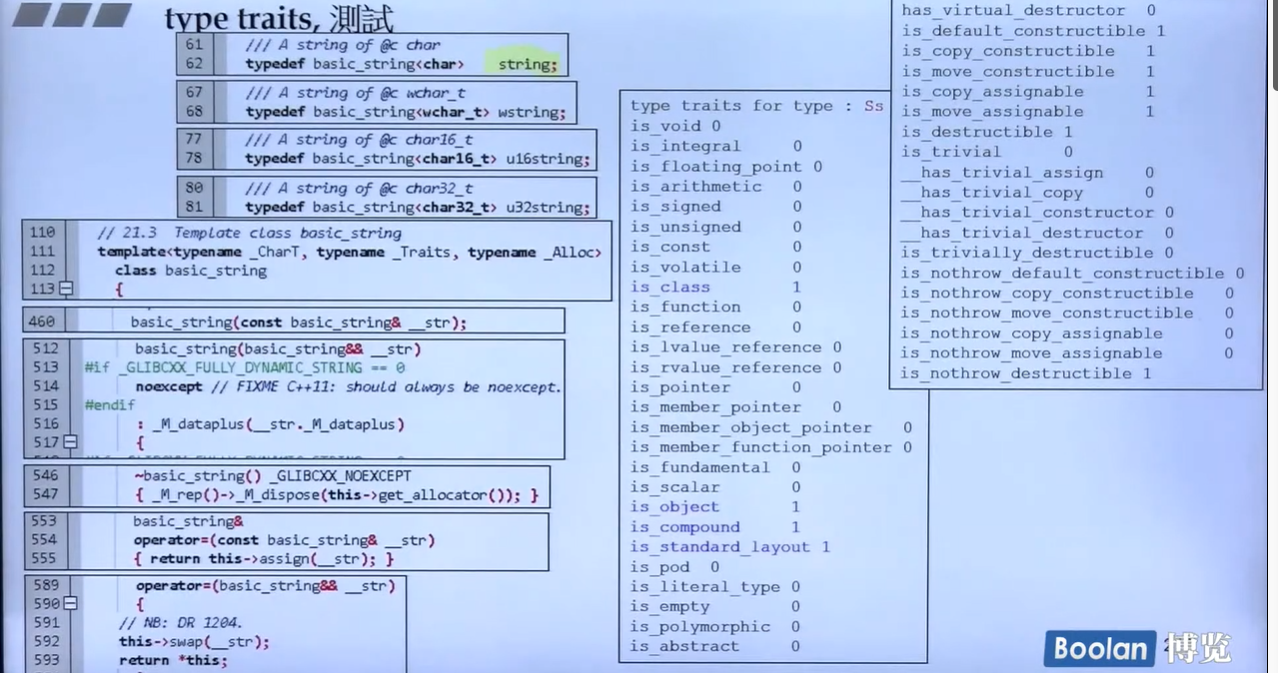 type traits, 測試
61 /// A string of @c char
62 typedef basic_string<char> string;
67 /// A string of @c wchar_t
68 typedef basic_string<wchar_t> wstring;
77 /// A string of @c char16_t
78 typedef basic_string<char16_t> u16string;
80 /// A string of @c char32_t
81 typedef basic_string<char32_t> u32string;
110 // 21.3 Template class basic_string
111 template<typename _CharT, typename _Traits, typename _Alloc>
112 class basic_string
113 {
460 basic_string(const basic_string& __str);
512 basic_string(basic_string&& __str)
513 #if _GLIBCXX_FULLY_DYNAMIC_STRING == 0
514 noexcept // FIXME C++11: should always be noexcept.
515 #endif
516 : _M_dataplus(__str._M_dataplus)
517 {
546 ~basic_string() _GLIBCXX_NOEXCEPT
547 { _M_rep()->_M_dispose(this->get_allocator()); }
553 basic_string&
554 operator=(const basic_string& __str)
555 { return this->assign(__str); }
589 operator=(basic_string&& __str)
590 {
591 // NB: DR 1204.
592 this->swap(__str);
593 return *this;
type traits for type : Ss
is_void 0
is_integral 0
is_floating_point 0
is_arithmetic 0
is_signed 0
is_unsigned 0
is_const 0
is_volatile 0
is_class 1
is_function 0
is_reference 0
is_lvalue_reference 0
is_rvalue_reference 0
is_pointer 0
is_member_pointer 0
is_member_object_pointer 0
is_member_function_pointer 0
is_fundamental 0
is_scalar 0
is_object 1
is_compound 1
is_standard_layout 1
is_pod 0
is_literal_type 0
is_empty 0
is_polymorphic 0
is_abstract 0
has_virtual_destructor 0
is_default_constructible 1
is_copy_constructible 1
is_move_constructible 1
is_copy_assignable 1
is_move_assignable 1
is_destructible 1
is_trivial 0
__has_trivial_assign 0
__has_trivial_copy 0
__has_trivial_constructor 0
__has_trivial_destructor 0
is_trivially_destructible 0
is_nothrow_default_constructible 0
is_nothrow_copy_constructible 0
is_nothrow_move_constructible 0
is_nothrow_copy_assignable 0
is_nothrow_move_assignable 0
is_nothrow_destructible 1
Boolan 博览